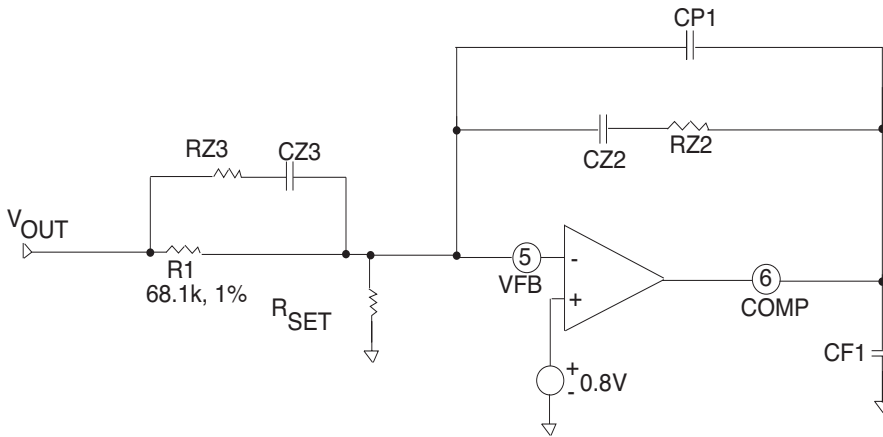 CP1
CZ2
RZ2
RZ3
CZ3
VOUT
R1
68.1k, 1%
RSET
5
VFB
-
+
6
COMP
+
-
0.8V
CF1